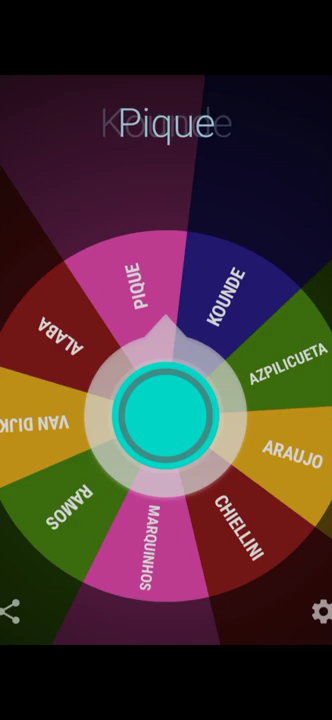 Pique
PIQUE
KOUNDE
AZPILICUETA
ARAUJO
CHIELLINI
MARQUINHOS
RAMOS
VAN DIJK
ALABA